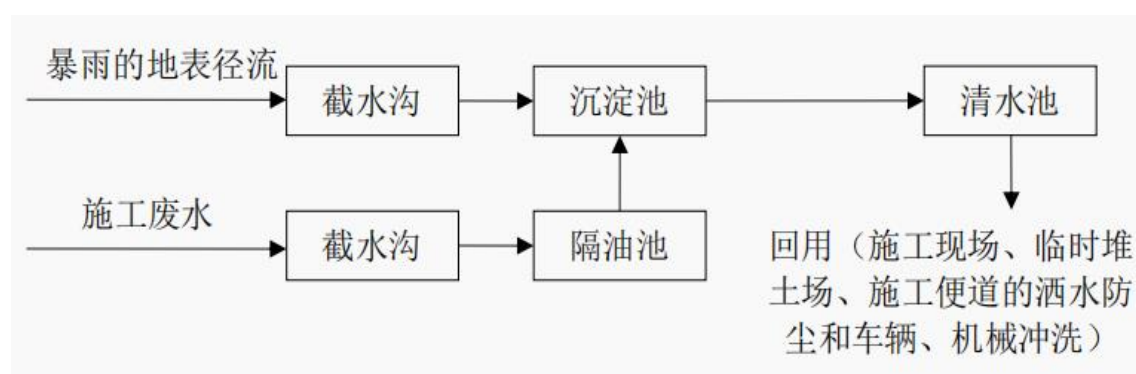 暴雨的地表径流
截水沟
沉淀池
清水池
施工废水
截水沟
隔油池
回用（施工现场、临时堆
土场、施工便道的洒水防
尘和车辆、机械冲洗）